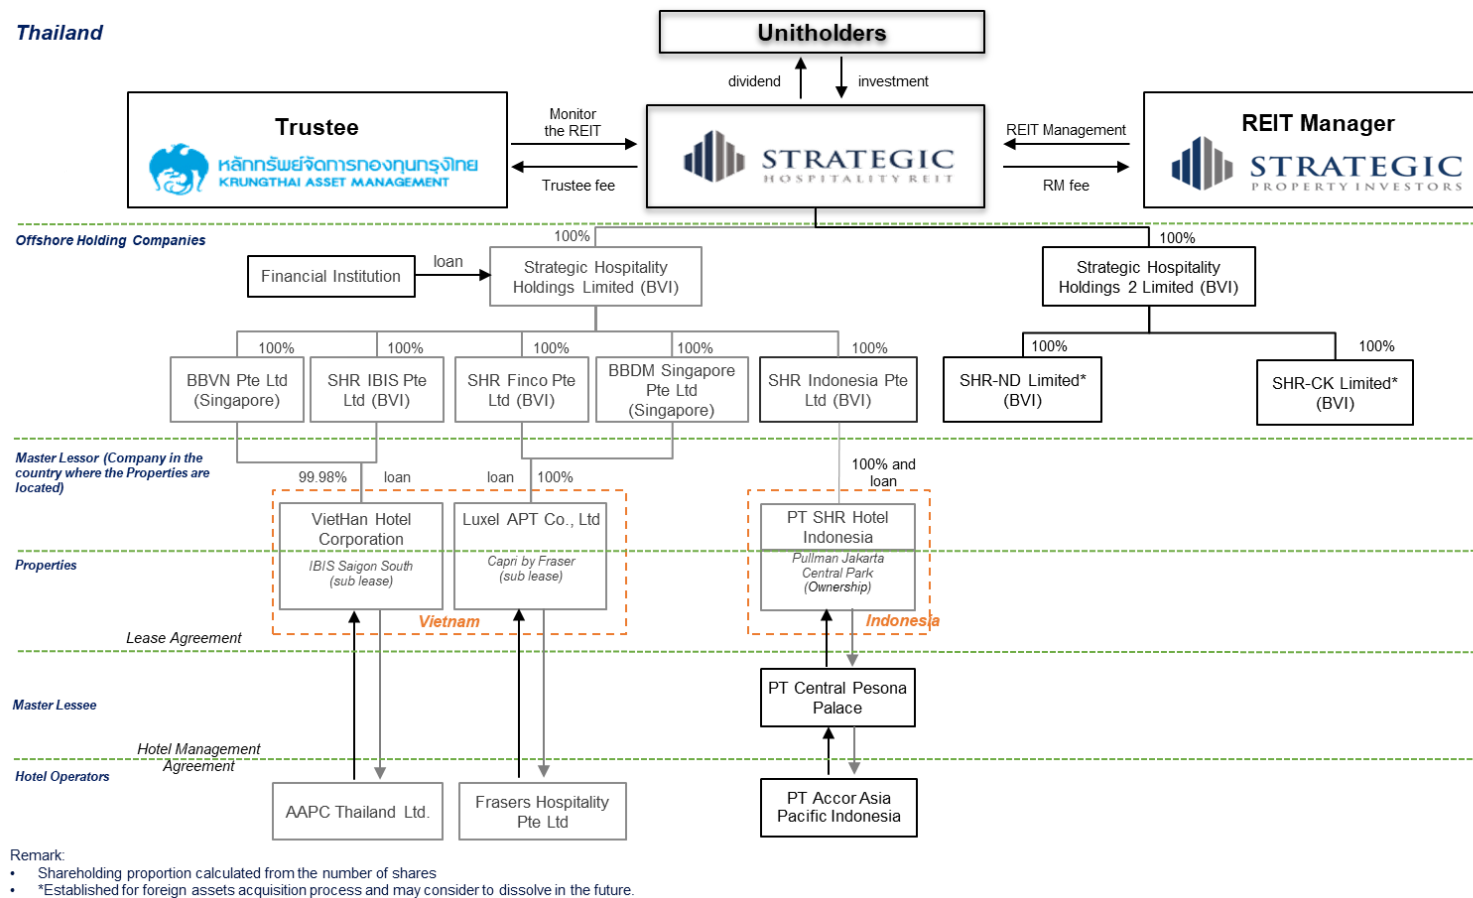 Thailand
Unitholders
dividend
investment
Trustee
หลักทรัพย์จัดการกองทุนกรุงไทย
KRUNGTHAI ASSET MANAGEMENT
Monitor
the REIT
Trustee fee
STRATEGIC
HOSPITALITY REIT
REIT Management
RM fee
REIT Manager
STRATEGIC
PROPERTY INVESTORS
Offshore Holding Companies
100%
100%
Financial Institution
loan
Strategic Hospitality
Holdings Limited (BVI)
Strategic Hospitality
Holdings 2 Limited (BVI)
100%
100%
100%
100%
100%
100%
100%
BBVN Pte Ltd
(Singapore)
SHR IBIS Pte
Ltd (BVI)
SHR Finco Pte
Ltd (BVI)
BBDM Singapore
Pte Ltd
(Singapore)
SHR Indonesia Pte
Ltd (BVI)
SHR-ND Limited*
(BVI)
SHR-CK Limited*
(BVI)
Master Lessor (Company in the
country where the Properties are
located)
99.98%
loan
loan
100%
100% and
loan
VietHan Hotel
Corporation
Luxel APT Co., Ltd
PT SHR Hotel
Indonesia
Properties
IBIS Saigon South
(sub lease)
Capri by Fraser
(sub lease)
Pullman Jakarta
Central Park
(Ownership)
Vietnam
Indonesia
Lease Agreement
Master Lessee
PT Central Pesona
Palace
Hotel Management
Agreement
Hotel Operators
AAPC Thailand Ltd.
Frasers Hospitality
Pte Ltd
PT Accor Asia
Pacific Indonesia
Remark:
• Shareholding proportion calculated from the number of shares
• *Established for foreign assets acquisition process and may consider to dissolve in the future.